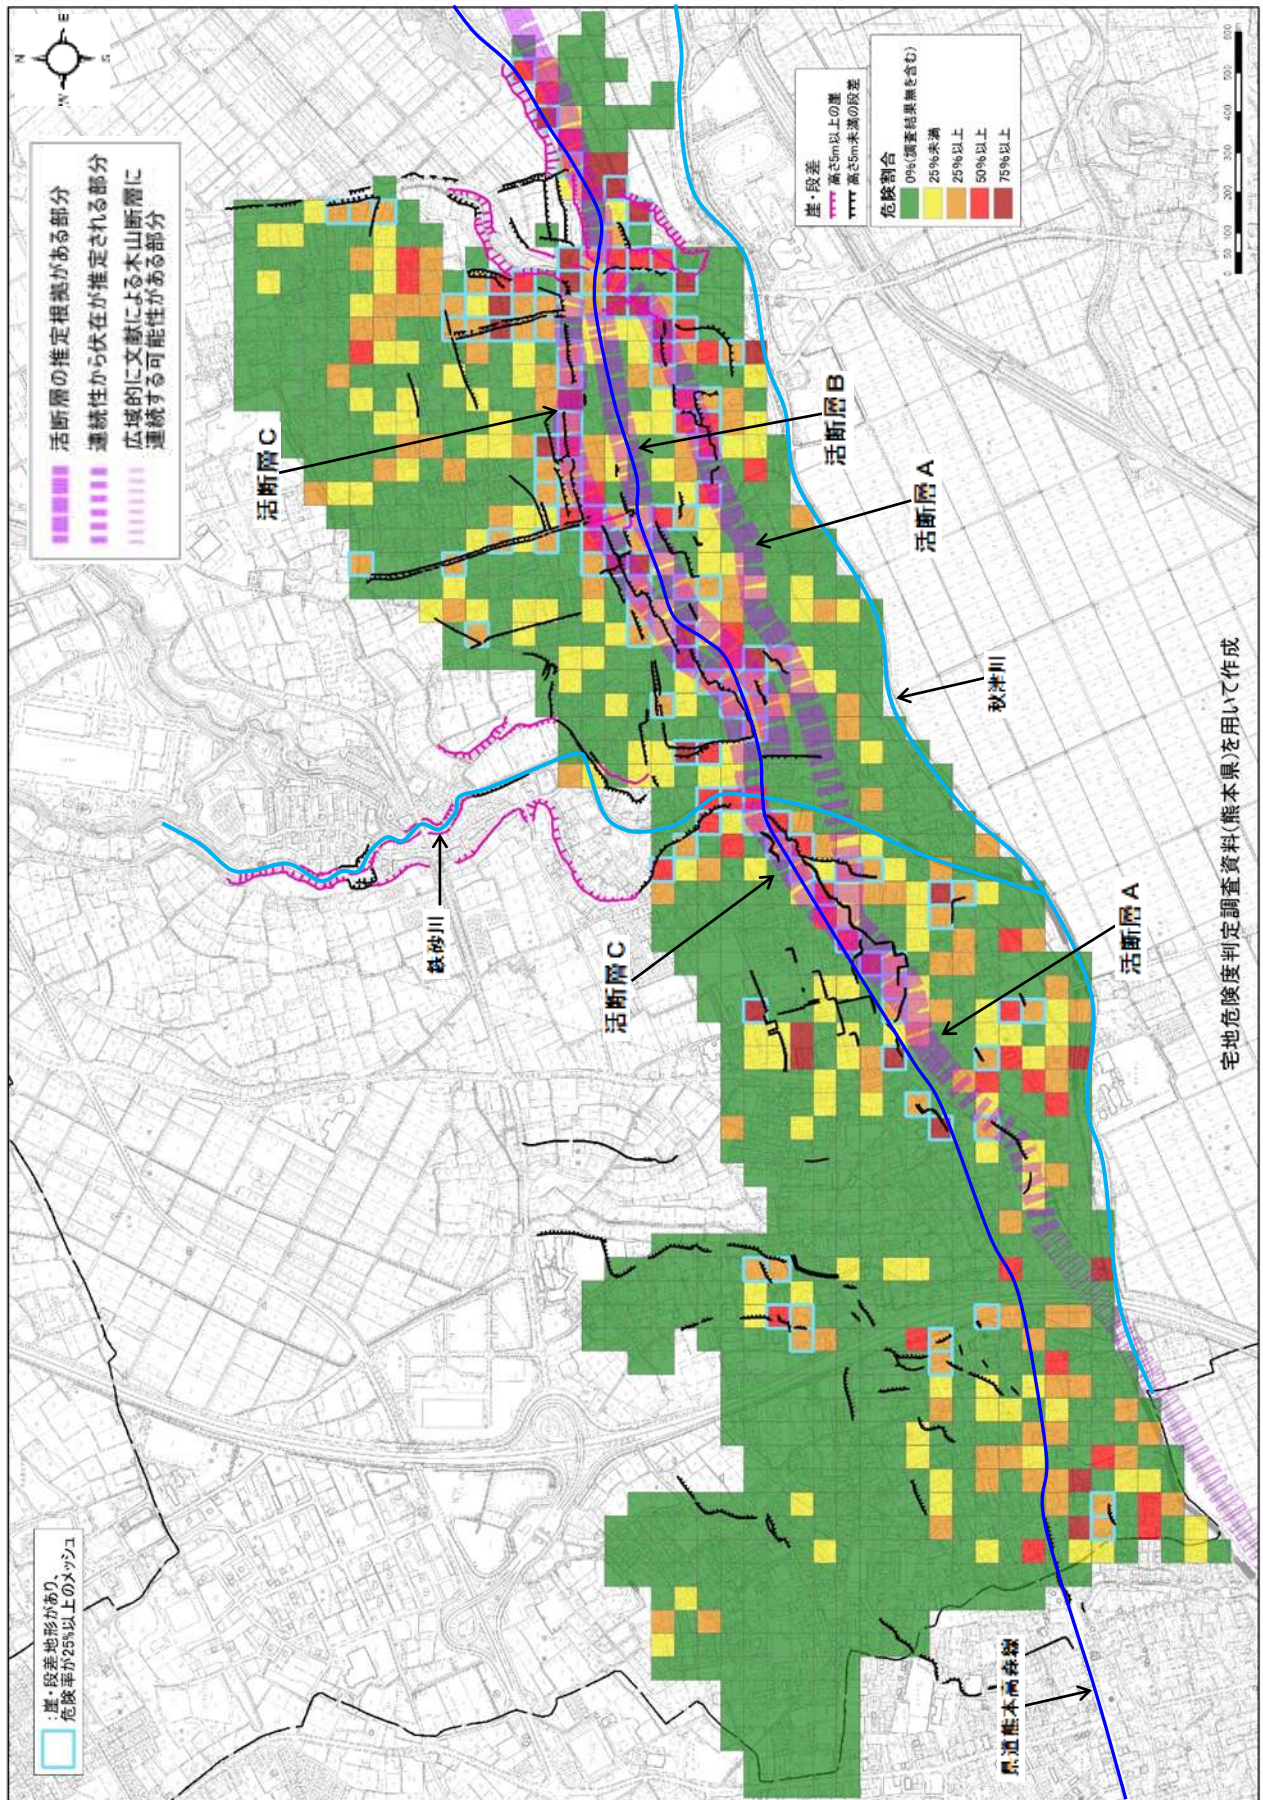 ：崖・段差地形があり、
危険率が25%以上のメッシュ
活断層の推定根拠がある部分
連続性から伏在が推定される部分
広域的に文献による木山断層に
連続する可能性がある部分
N
E
S
W
活断層C
活断層B
活断層A
鉄砂川
活断層C
秋津川
活断層A
県道熊本高森線
崖・段差
高さ5m以上の崖
高さ5m未満の段差
危険割合
0%(調査結果無を含む)
25%未満
25%以上
50%以上
75%以上
0 50 100 200 300 400 500 600
宅地危険度判定調査資料(熊本県)を用いて作成